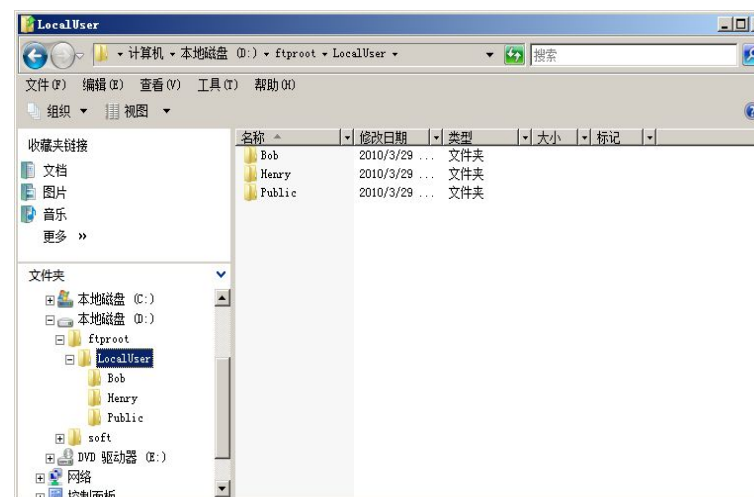 LocalUser
计算机 本地磁盘 (D:) ftproot LocalUser 搜索
文件(F) 编辑(E) 查看(V) 工具(T) 帮助(H)
组织 视图
收藏夹链接
文档
图片
音乐
更多 »
名称 修改日期 类型 大小 标记
Bob 2010/3/29 ... 文件夹
Henry 2010/3/29 ... 文件夹
Public 2010/3/29 ... 文件夹
文件夹
本地磁盘 (C:)
本地磁盘 (D:)
ftproot
LocalUser
Bob
Henry
Public
soft
DVD 驱动器 (E:)
网络
控制面板